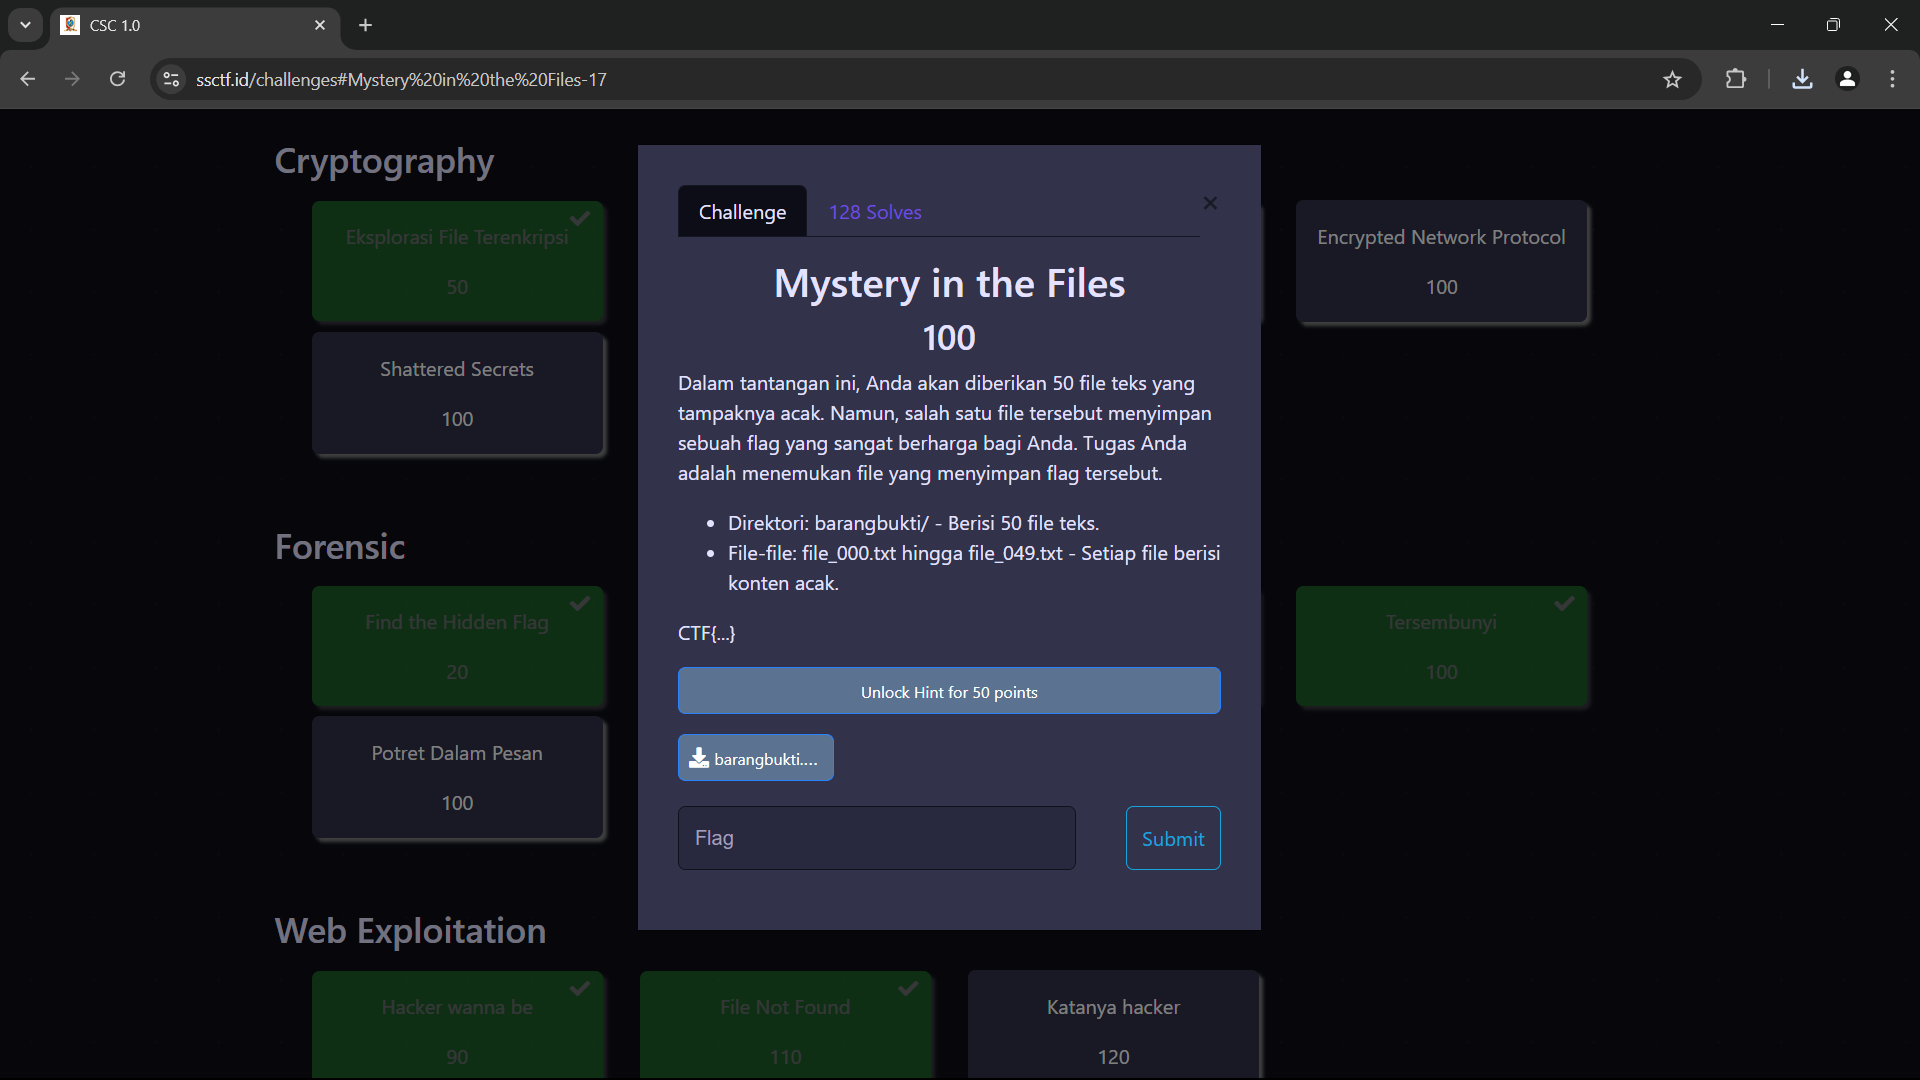 CSC 1.0
ssctf.id/challenges#Mystery%20in%20the%20Files-17
Cryptography
Eksplorasi File Terenkripsi
50
Encrypted Network Protocol
100
Shattered Secrets
100
Challenge
128 Solves
Mystery in the Files
100
Dalam tantangan ini, Anda akan diberikan 50 file teks yang
tampaknya acak. Namun, salah satu file tersebut menyimpan
sebuah flag yang sangat berharga bagi Anda. Tugas Anda
adalah menemukan file yang menyimpan flag tersebut.
• Direktori: barangbukti/ - Berisi 50 file teks.
• File-file: file_000.txt hingga file_049.txt - Setiap file berisi
konten acak.
CTF{...}
Unlock Hint for 50 points
barangbukti....
Flag
Submit
Forensic
Find the Hidden Flag
20
Tersembunyi
100
Potret Dalam Pesan
100
Web Exploitation
Hacker wanna be
90
File Not Found
110
Katanya hacker
120